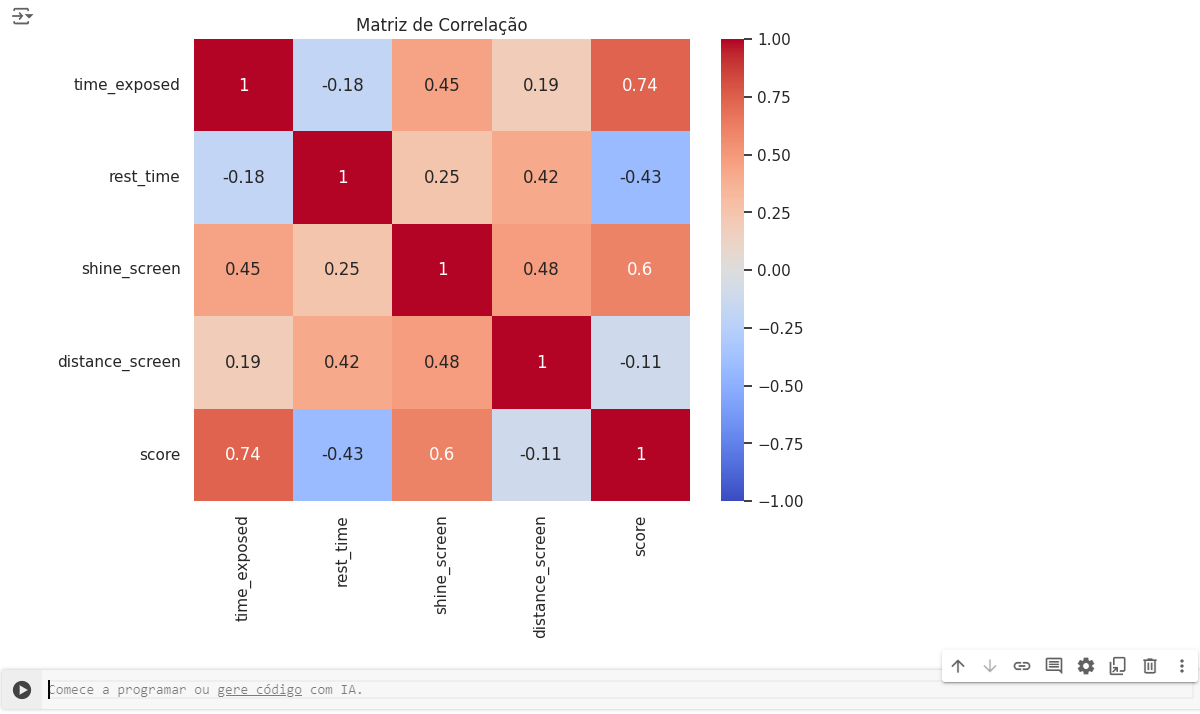 Matriz de Correlação
time_exposed 1 -0.18 0.45 0.19 0.74
rest_time -0.18 1 0.25 0.42 -0.43
shine_screen 0.45 0.25 1 0.48 0.6
distance_screen 0.19 0.42 0.48 1 -0.11
score 0.74 -0.43 0.6 -0.11 1
time_exposed
rest_time
shine_screen
distance_screen
score
1.00
0.75
0.50
0.25
0.00
−0.25
−0.50
−0.75
−1.00
Comece a programar ou gere código com IA.